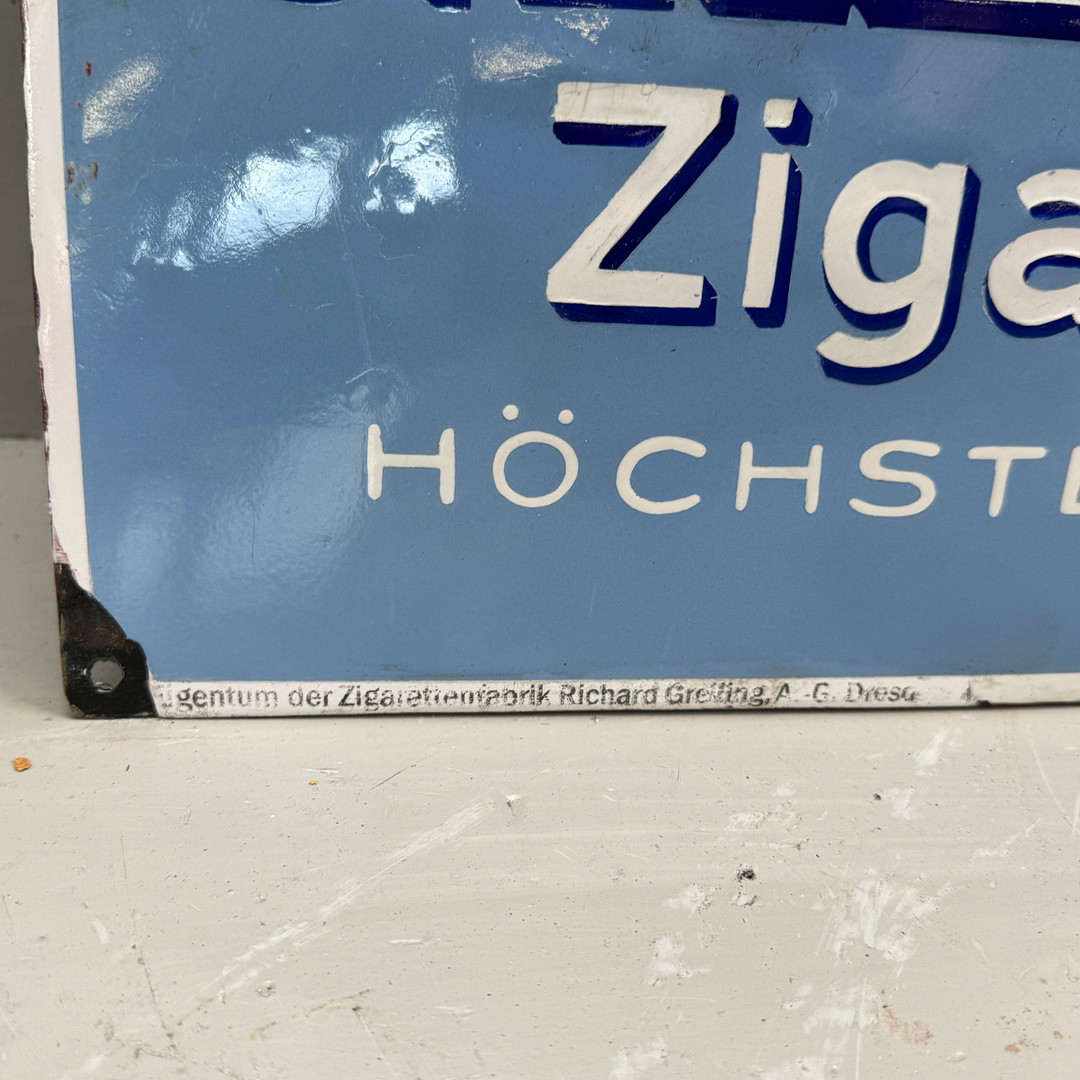 Ziga
HÖCHSTE
gentum der Zigarettenfabrik Richard Greiling, A.-G. Dresd